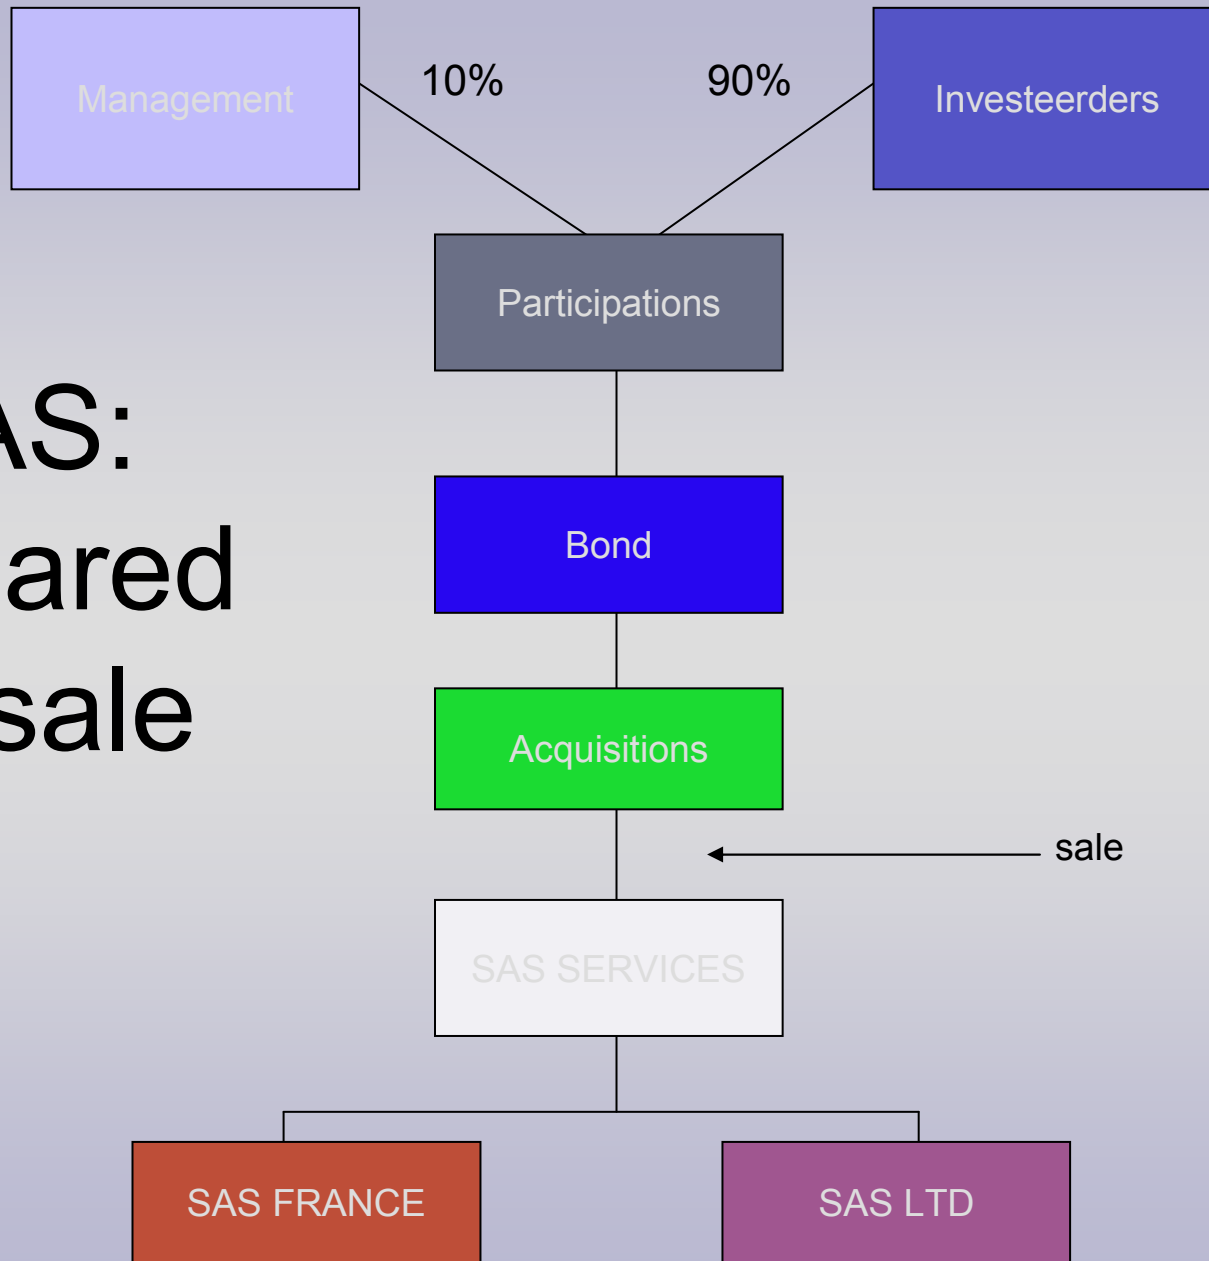 Management
10%
90%
Investeerders
Participations
AS:
ared
sale
Bond
Acquisitions
sale
SAS SERVICES
SAS FRANCE
SAS LTD